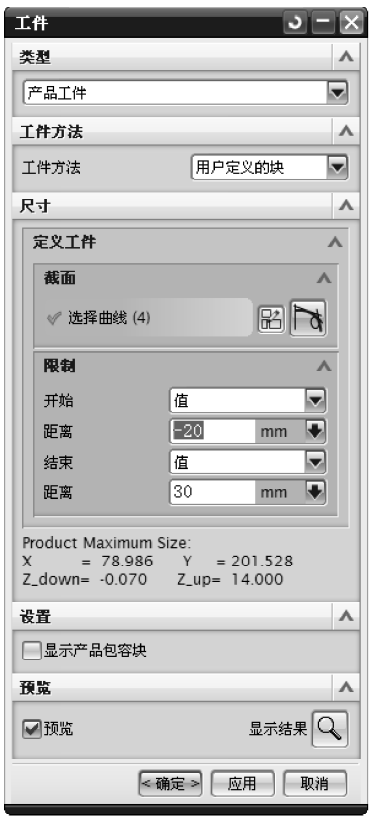 工件
类型
产品工件
工件方法
工件方法 用户定义的块
尺寸
定义工件
截面
选择曲线 (4)
限制
开始 值
距离 -20 mm
结束 值
距离 30 mm
Product Maximum Size:
X = 78.986 Y = 201.528
Z_down= -0.070 Z_up= 14.000
设置
显示产品包容块
预览
预览 显示结果
< 确定 > 应用 取消